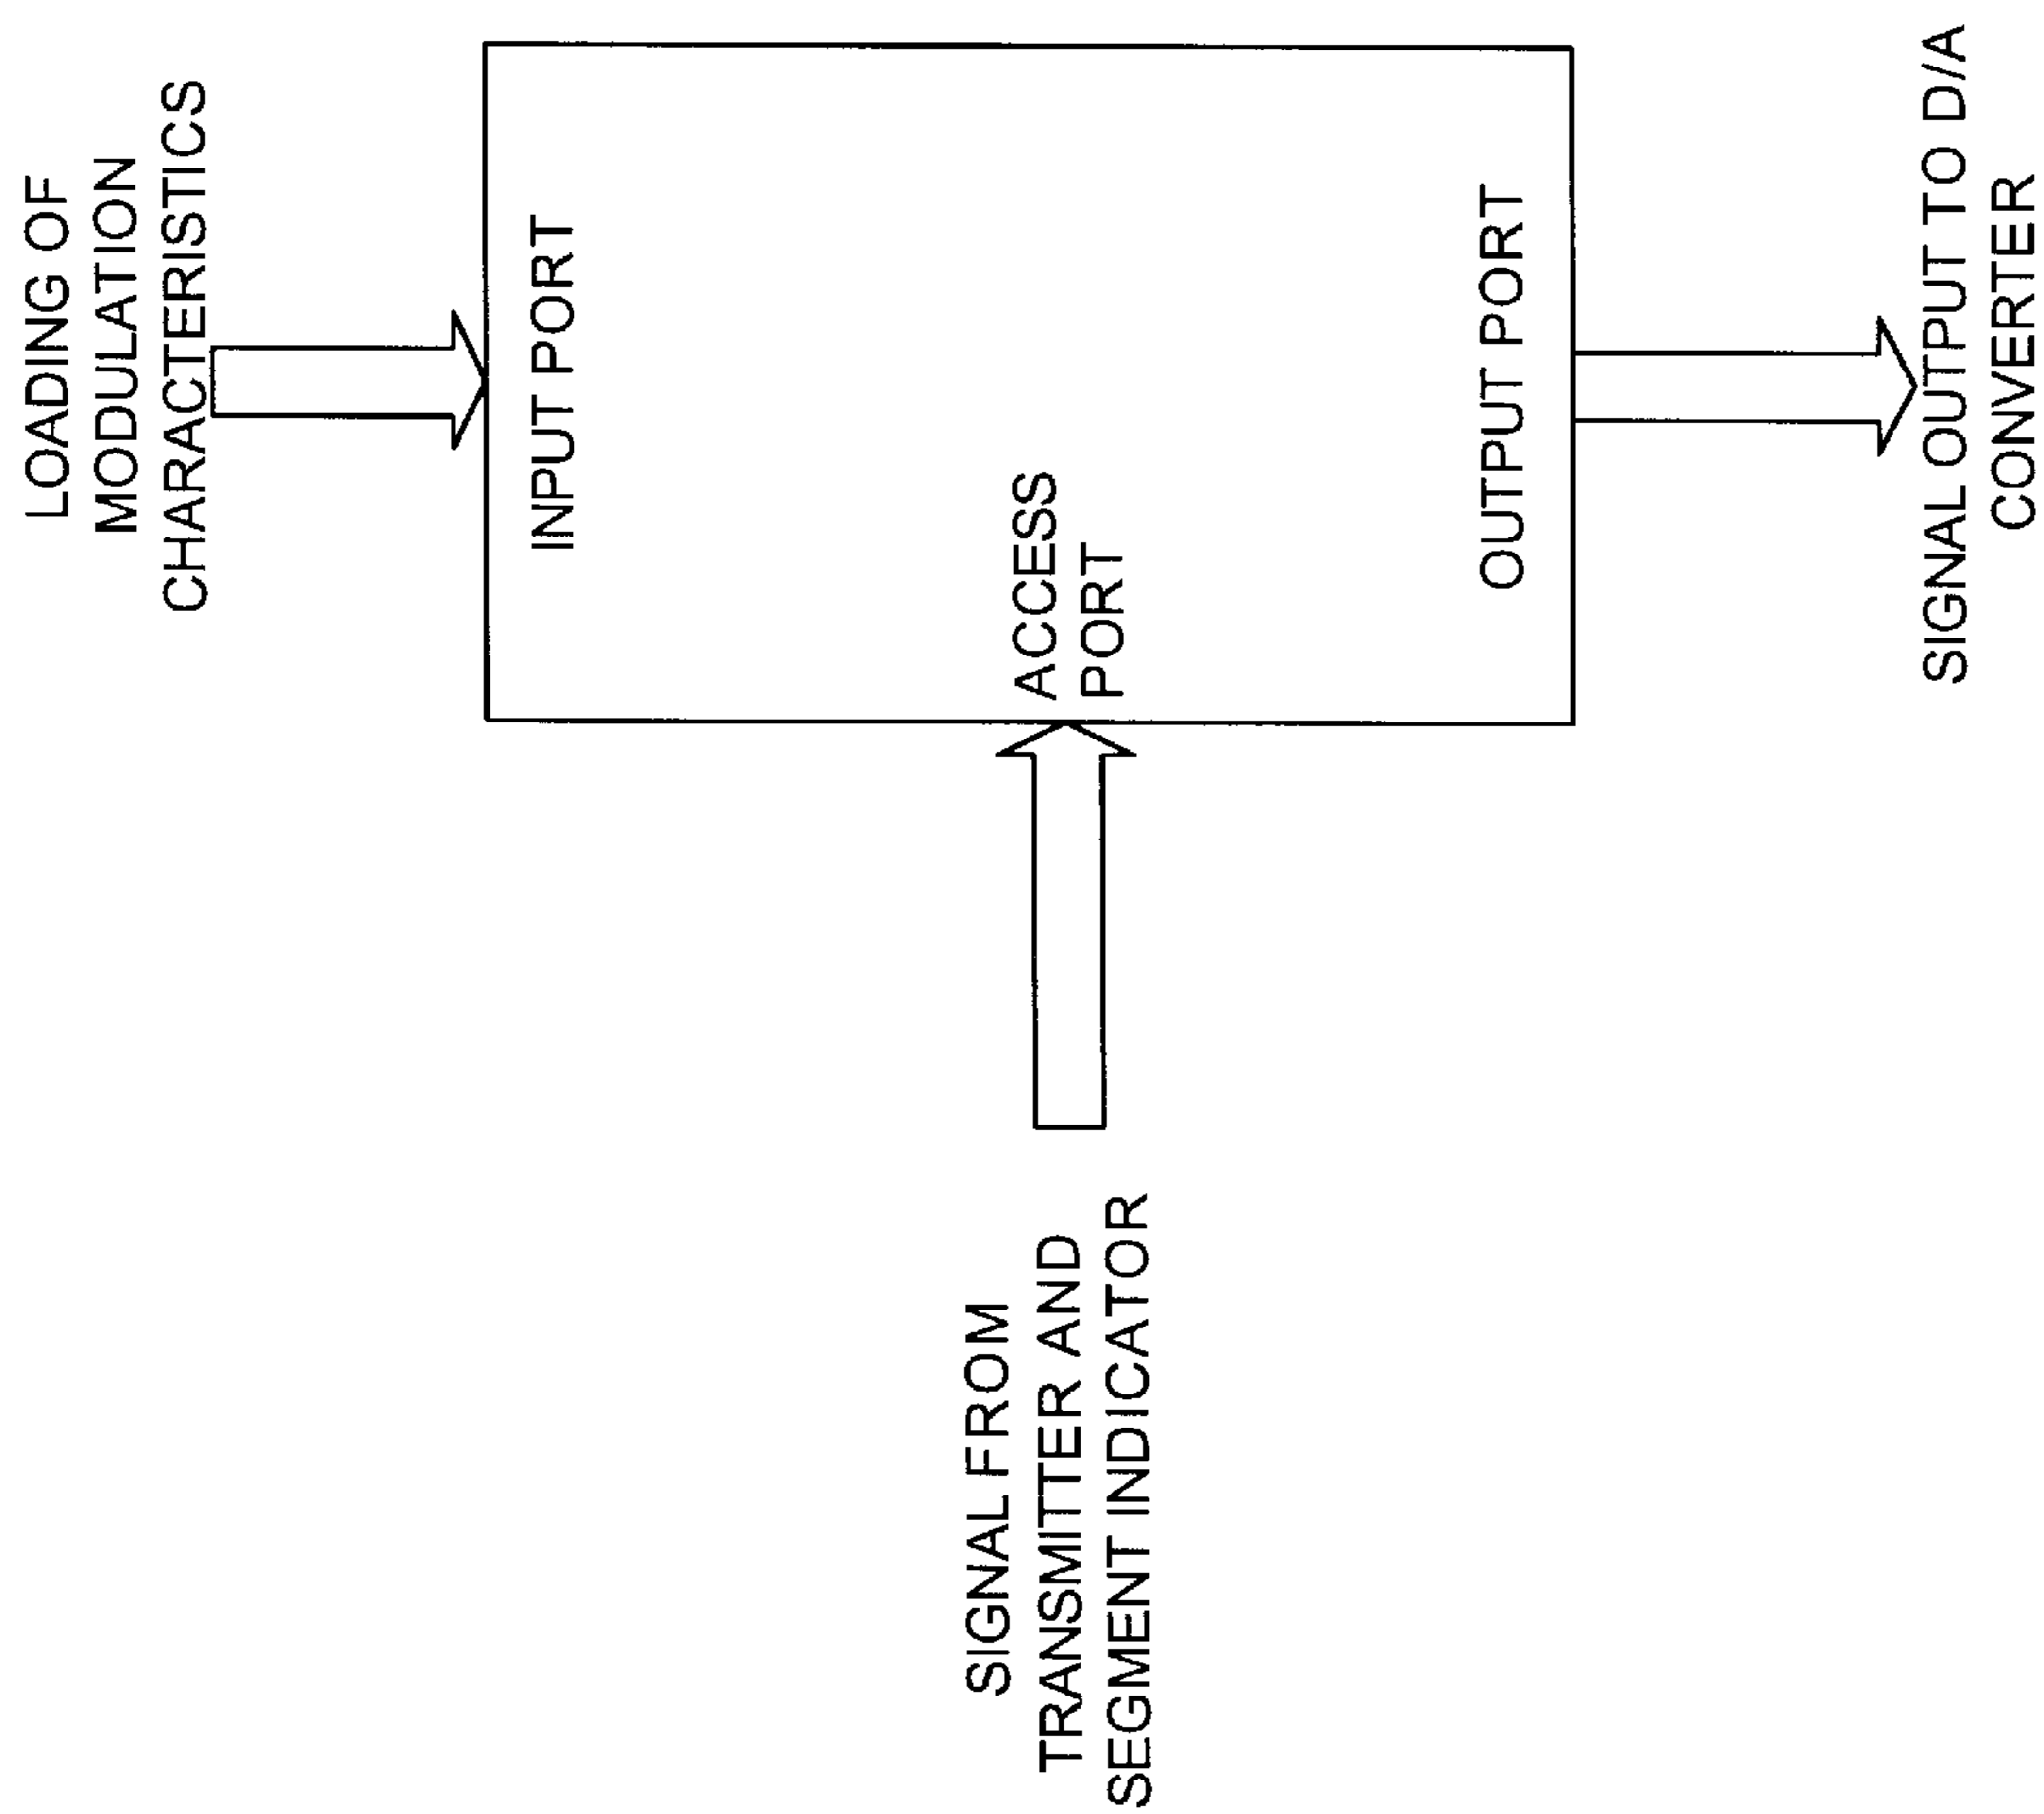 LOADING OF
MODULATION
CHARACTERISTICS
INPUT PORT
SIGNAL FROM
TRANSMITTER AND
SEGMENT INDICATOR
ACCESS
PORT
OUTPUT PORT
SIGNAL OUTPUT TO D/A
CONVERTER